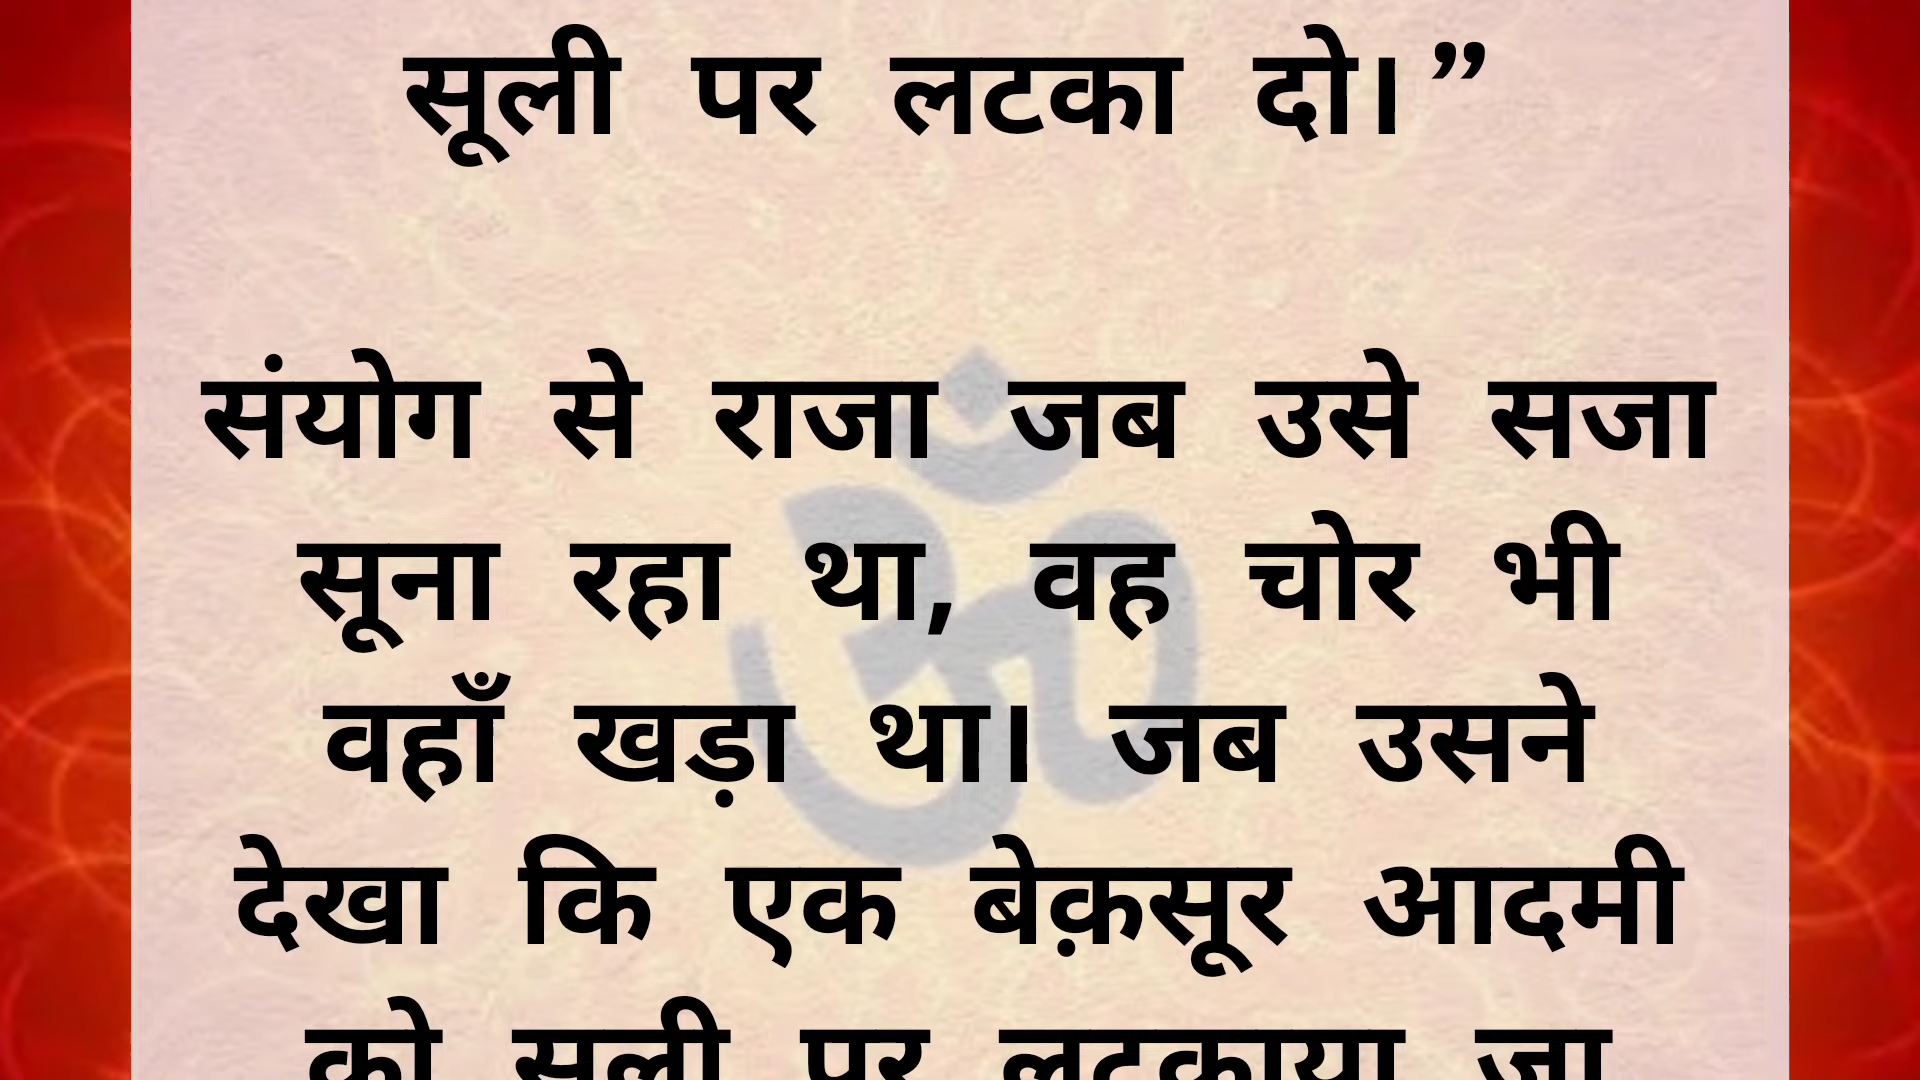 सूली पर लटका दो।”
संयोग से राजा जब उसे सजा
सूना रहा था, वह चोर भी
वहाँ खड़ा था। जब उसने
देखा कि एक बेक़सूर आदमी
को सूली पर लटकाया जा
ॐ